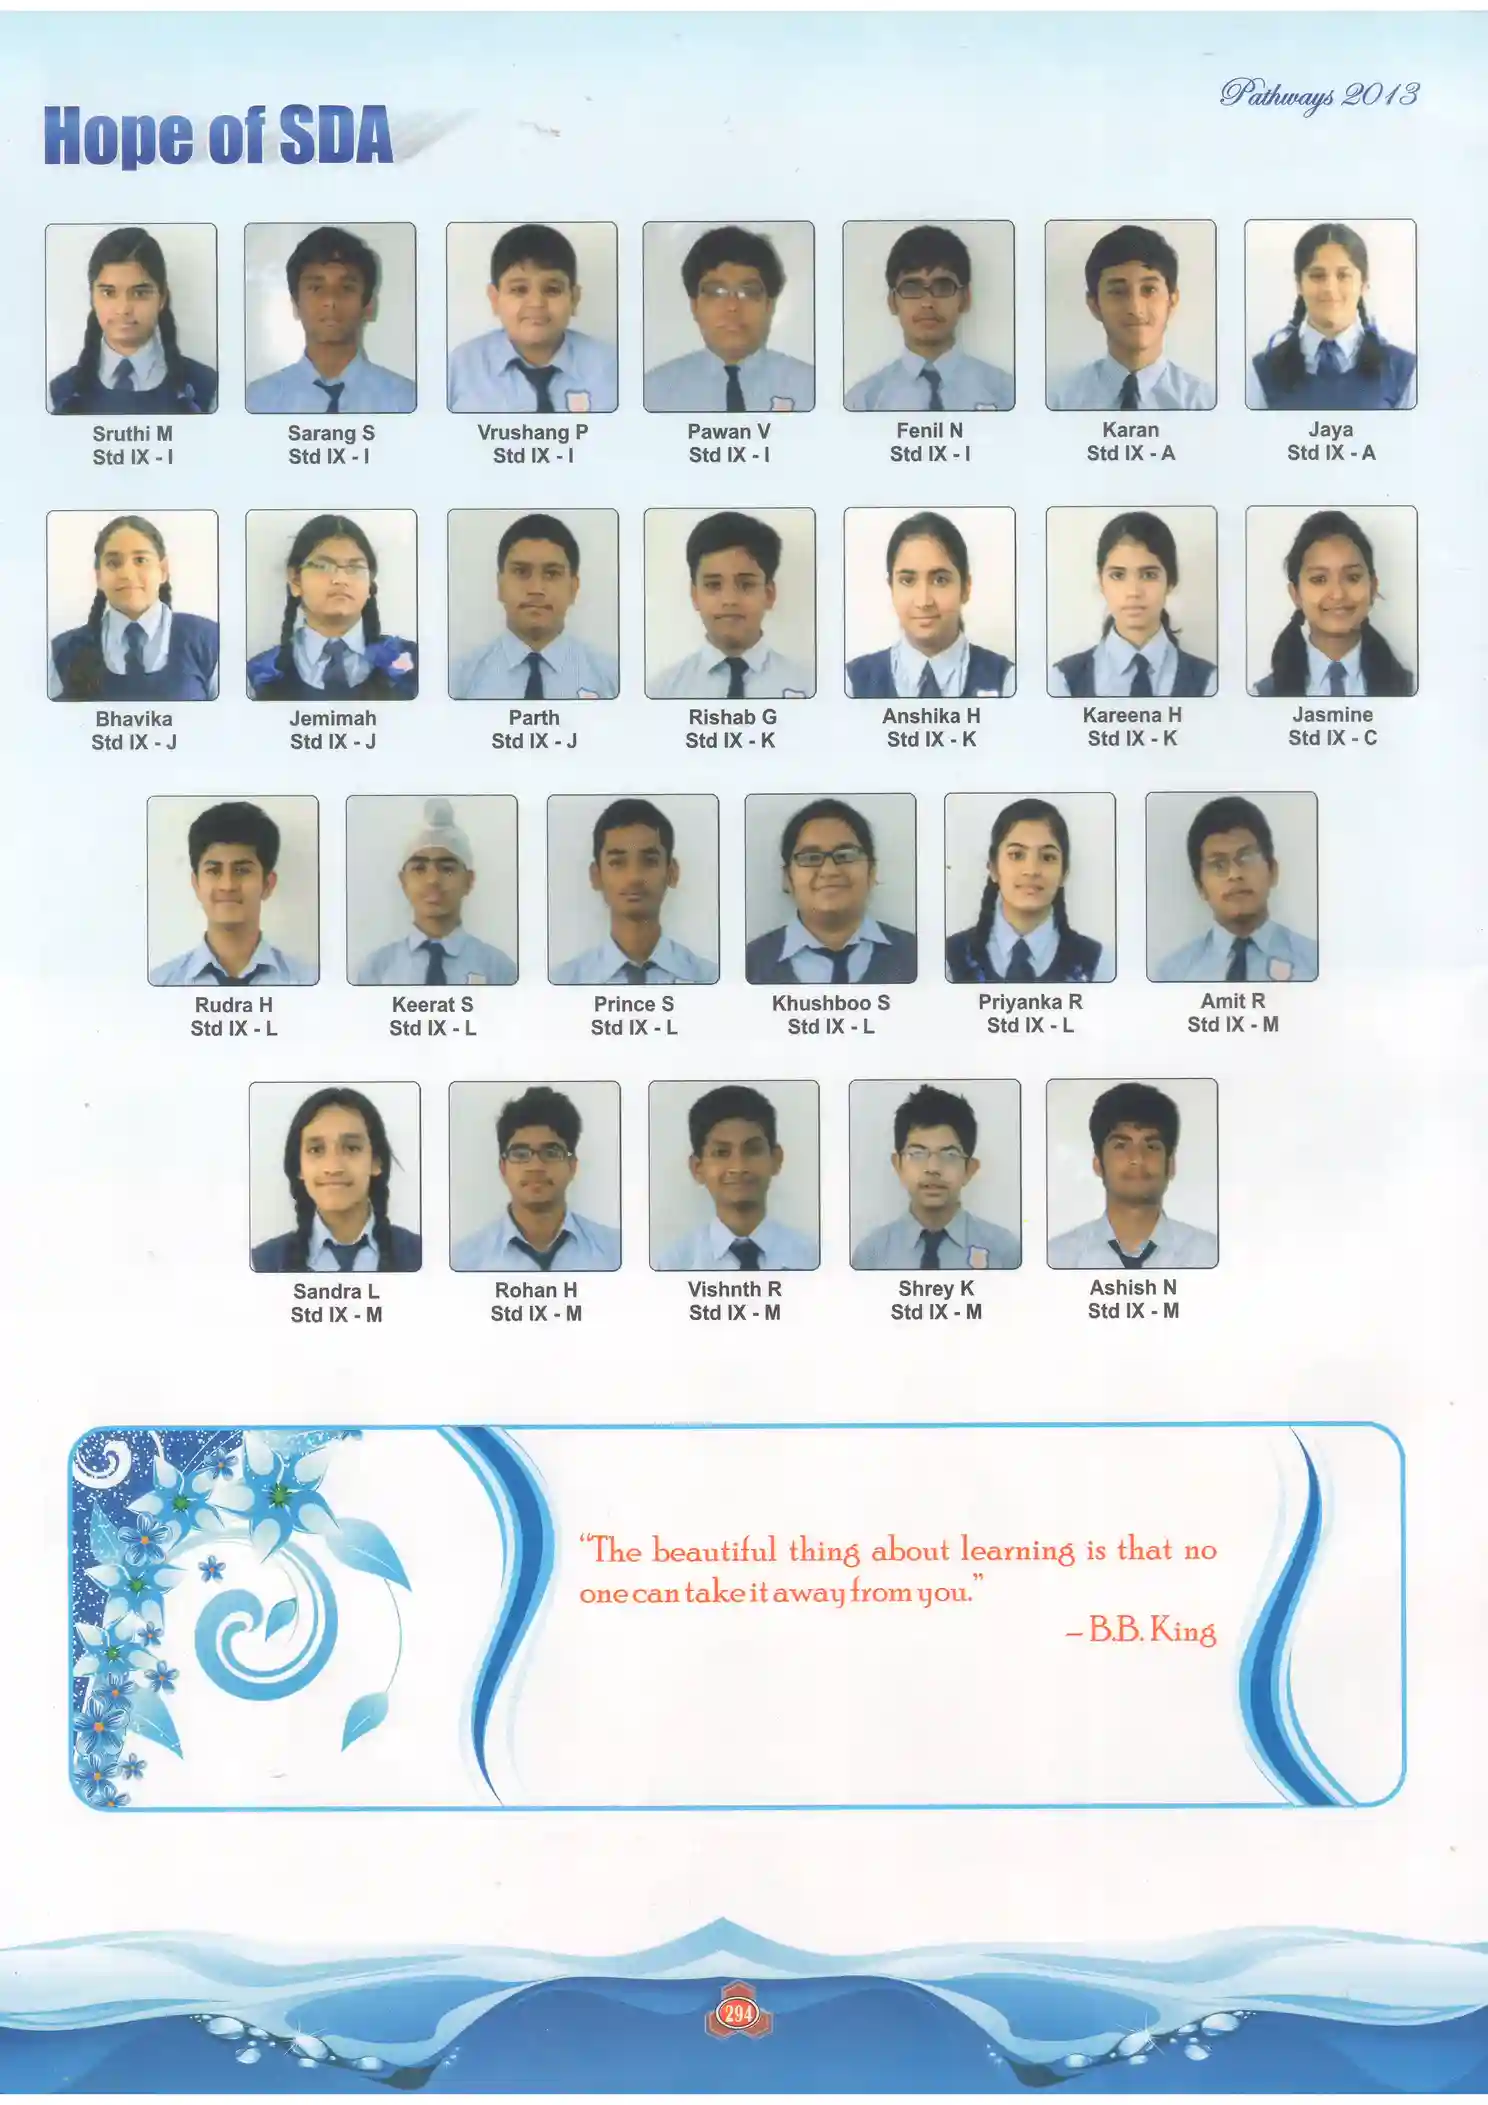 Pathways 2013
Hope of SDA
Sruthi M
Std IX - I
Sarang S
Std IX - I
Vrushang P
Std IX - I
Pawan V
Std IX - I
Fenil N
Std IX - I
Karan
Std IX - A
Jaya
Std IX - A
Bhavika
Std IX - J
Jemimah
Std IX - J
Parth
Std IX - J
Rishab G
Std IX - K
Anshika H
Std IX - K
Kareena H
Std IX - K
Jasmine
Std IX - C
Rudra H
Std IX - L
Keerat S
Std IX - L
Prince S
Std IX - L
Khushboo S
Std IX - L
Priyanka R
Std IX - L
Amit R
Std IX - M
Sandra L
Std IX - M
Rohan H
Std IX - M
Vishnth R
Std IX - M
Shrey K
Std IX - M
Ashish N
Std IX - M
“The beautiful thing about learning is that no
one can take it away from you.”
– B.B. King
294